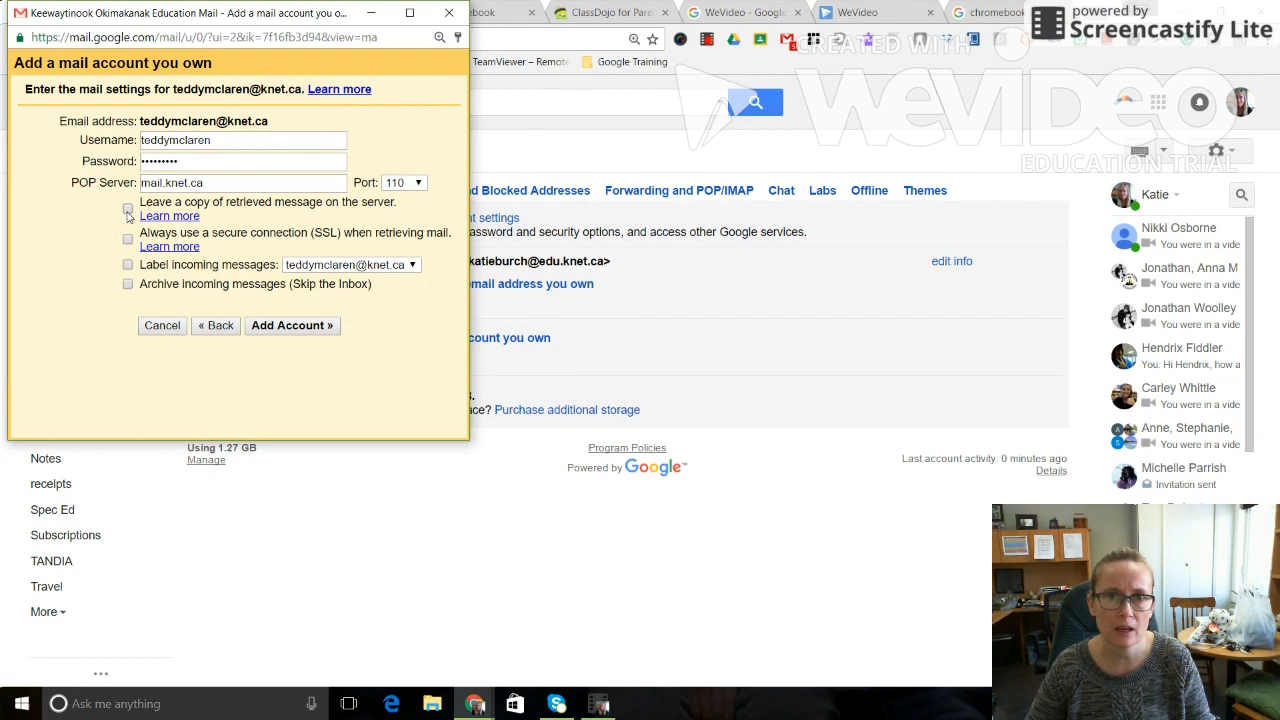 Keewaytinook Okimakanak Education Mail - Add a mail account you o...
https://mail.google.com/mail/u/0/?ui=2&ik=7f16fb3d948&view=ma
Add a mail account you own
Enter the mail settings for teddymclaren@knet.ca. Learn more
Email address: teddymclaren@knet.ca
Username: teddymclaren
Password: •••••••••
POP Server: mail.knet.ca Port: 110
Leave a copy of retrieved message on the server.
Learn more
Always use a secure connection (SSL) when retrieving mail.
Learn more
Label incoming messages: teddymclaren@knet.ca
Archive incoming messages (Skip the Inbox)
Cancel « Back Add Account »
ebook ClassDojo for Pare WeVideo - Google WeVideo chromebook
powered by
Screencastify Lite
CREATED WITH
WEVIDEO
EDUCATION TRIAL
TeamViewer – Remot Google Training
d Blocked Addresses Forwarding and POP/IMAP Chat Labs Offline Themes
nt settings
assword and security options, and access other Google services.
katieburch@edu.knet.ca> edit info
email address you own
count you own
ace? Purchase additional storage
Using 1.27 GB
Manage
Program Policies
Powered by Google™
Last account activity: 0 minutes ago
Details
Notes
receipts
Spec Ed
Subscriptions
TANDIA
Travel
More
Katie
Nikki Osborne
You were in a vide
Jonathan, Anna M
You were in a vide
Jonathan Woolley
You were in a vide
Hendrix Fiddler
You: Hi Hendrix, how a
Carley Whittle
You were in a vide
Anne, Stephanie,
You were in a vide
Michelle Parrish
Invitation sent
Ask me anything